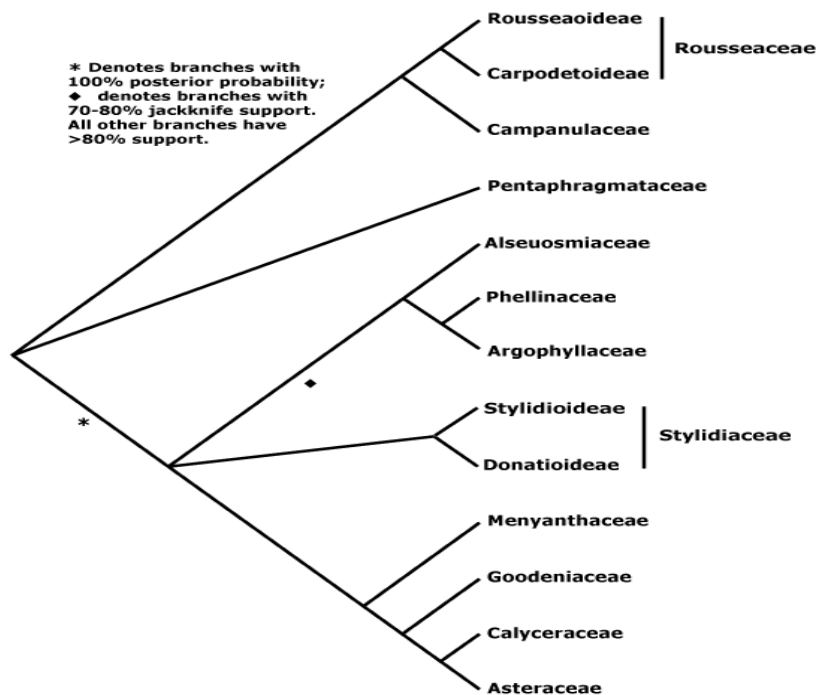 Rousseaoideae
Rousseaceae
* Denotes branches with
100% posterior probability;
◆ denotes branches with
70-80% jackknife support.
All other branches have
>80% support.
Carpodetoideae
Campanulaceae
Pentaphragmataceae
Alseuosmiaceae
Phellinaceae
Argophyllaceae
◆
Stylidioideae
*
Stylidiaceae
Donatioideae
Menyanthaceae
Goodeniaceae
Calyceraceae
Asteraceae